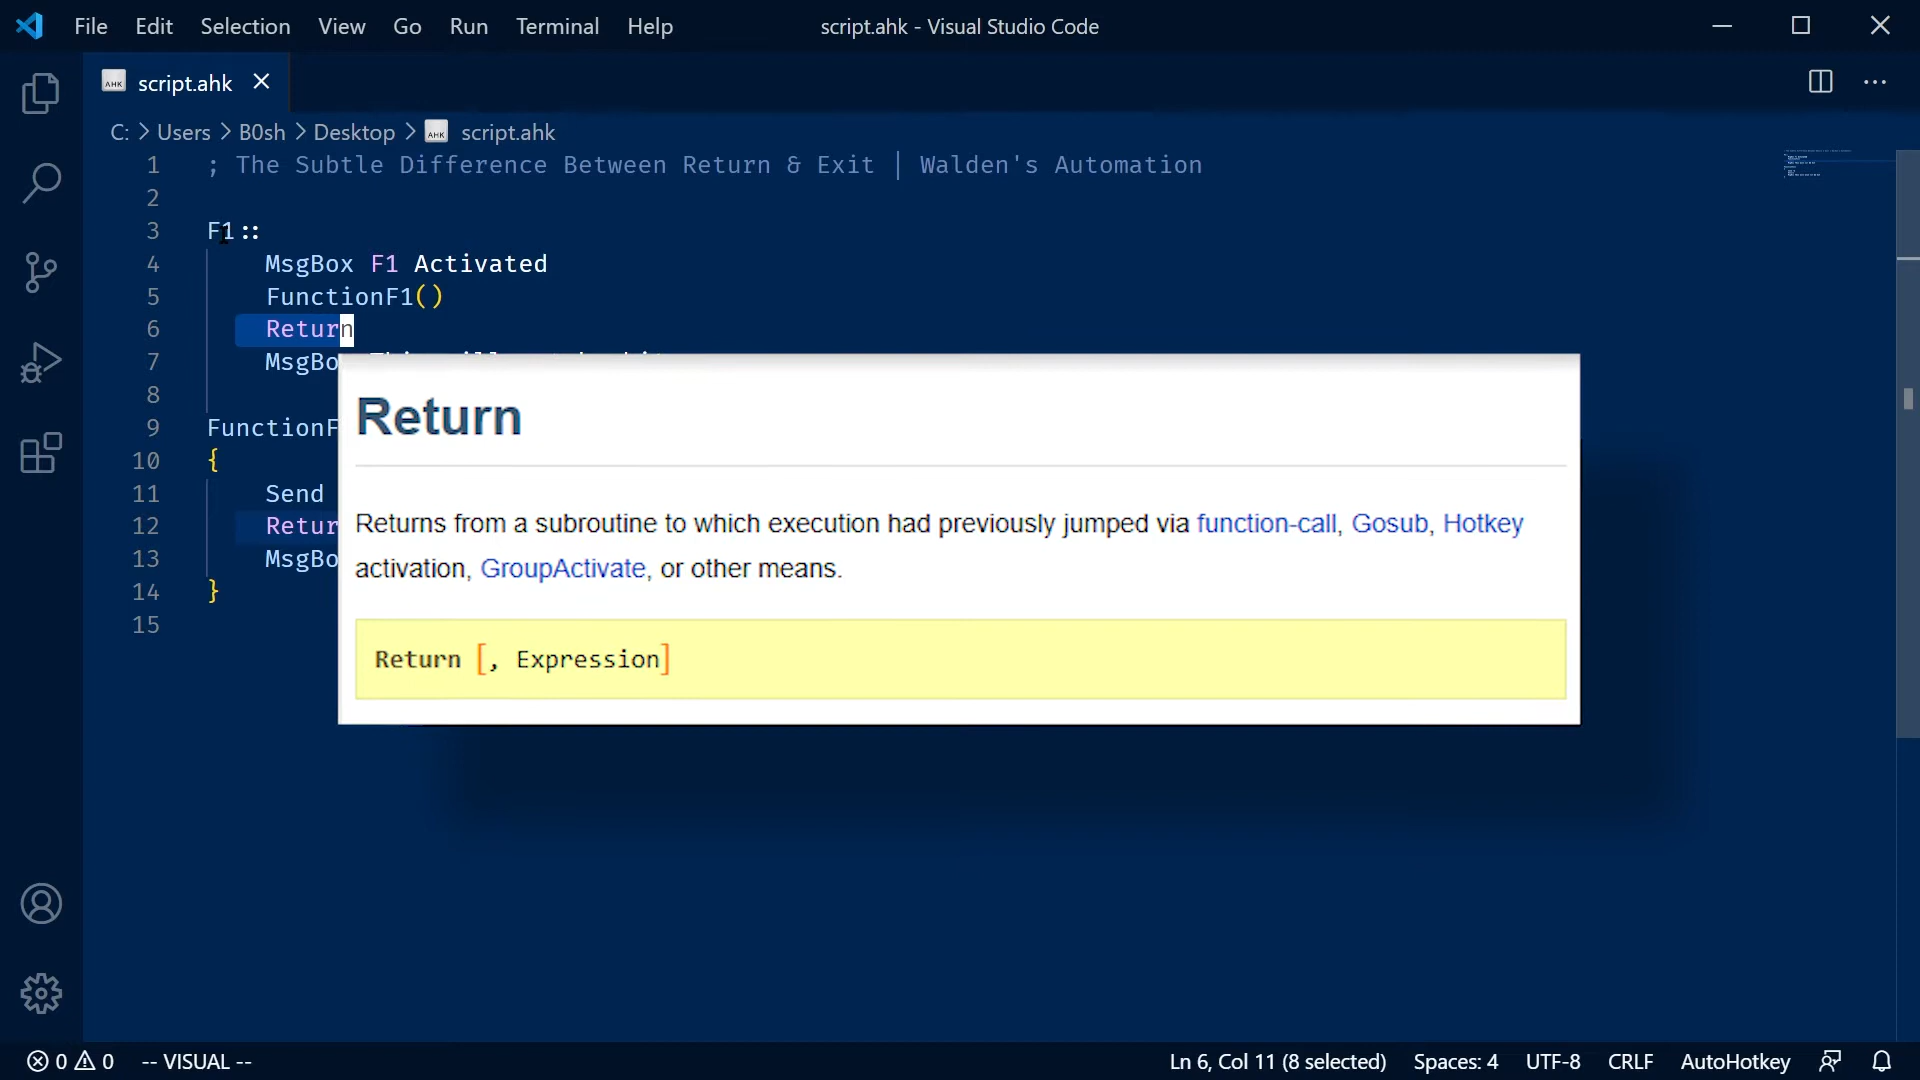 File Edit Selection View Go Run Terminal Help script.ahk - Visual Studio Code
AHK script.ahk
C: > Users > B0sh > Desktop > AHK script.ahk
1 ; The Subtle Difference Between Return & Exit | Walden's Automation
2
3 F1::
4 MsgBox F1 Activated
5 FunctionF1()
6 Return
7 MsgBo
8
9 FunctionF
10 {
11 Send
12 Retur
13 MsgBo
14 }
15
Return
Returns from a subroutine to which execution had previously jumped via function-call, Gosub, Hotkey
activation, GroupActivate, or other means.
Return [, Expression]
0 0 -- VISUAL -- Ln 6, Col 11 (8 selected) Spaces: 4 UTF-8 CRLF AutoHotkey